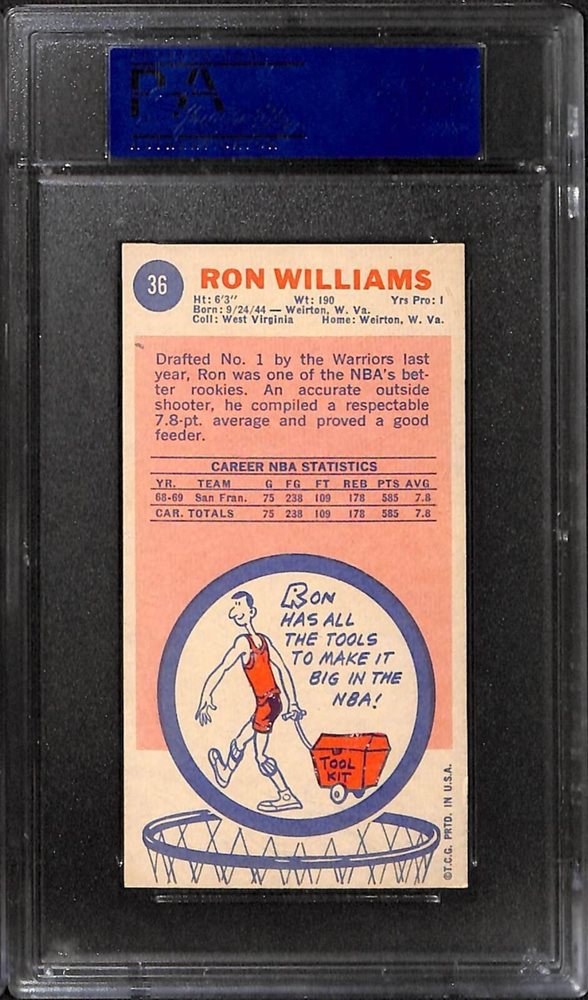 PSA
36
RON WILLIAMS
Ht: 6'3" Wt: 190 Yrs Pro: 1
Born: 9/24/44 — Weirton, W. Va.
Coll: West Virginia Home: Weirton, W. Va.
Drafted No. 1 by the Warriors last
year, Ron was one of the NBA's bet-
ter rookies. An accurate outside
shooter, he compiled a respectable
7.8-pt. average and proved a good
feeder.
CAREER NBA STATISTICS
YR. TEAM G FG FT REB PTS AVG
68-69 San Fran. 75 238 109 178 585 7.8
CAR. TOTALS 75 238 109 178 585 7.8
RON
HAS ALL
THE TOOLS
TO MAKE IT
BIG IN THE
NBA!
TOOL
KIT
©T.C.G. PRTD. IN U.S.A.